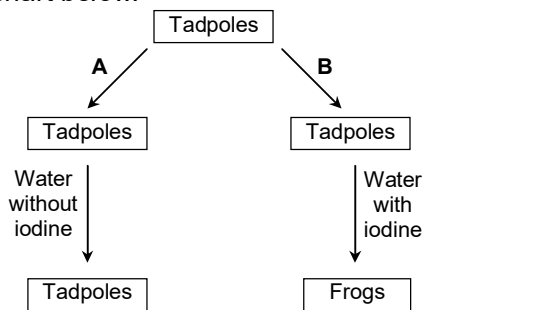 Tadpoles
A
B
Tadpoles
Tadpoles
Water
without
iodine
Water
with
iodine
Tadpoles
Frogs